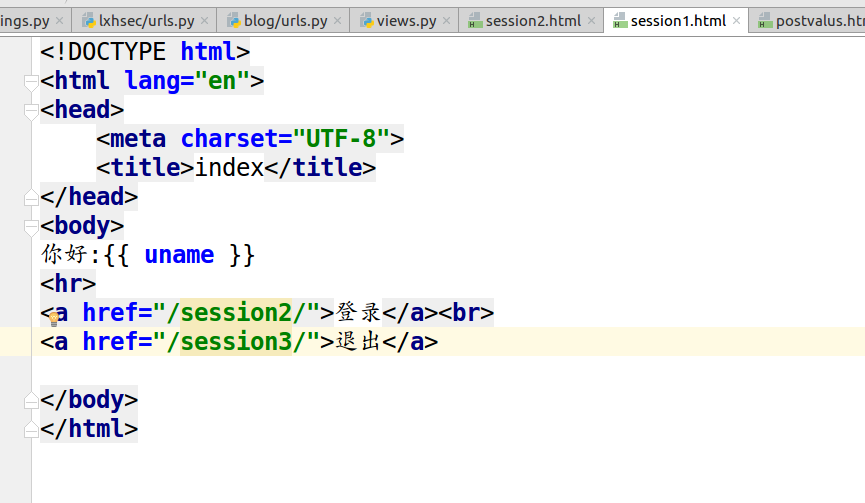 ings.py lxhsec/urls.py blog/urls.py views.py session2.html session1.html postvalus.htm
<!DOCTYPE html>
<html lang="en">
<head>
    <meta charset="UTF-8">
    <title>index</title>
</head>
<body>
你好:{{ uname }}
<hr>
<a href="/session2/">登录</a><br>
<a href="/session3/">退出</a>
</body>
</html>